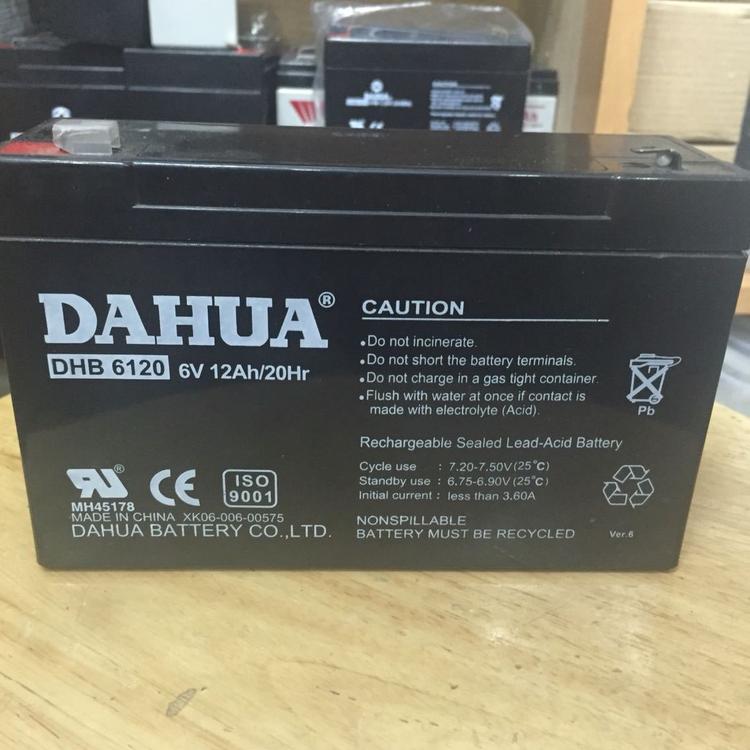 CAUTION
DAHUA®
DHB 6120 6V 12Ah/20Hr
CAUTION
•Do not incinerate.
•Do not short the battery terminals.
•Do not charge in a gas tight container.
•Flush with water at once if contact is
made with electrolyte (Acid).
Pb
Rechargeable Sealed Lead-Acid Battery
Cycle use : 7.20-7.50V(25℃)
Standby use : 6.75-6.90V(25℃)
Initial current : less than 3.60A
®
MH45178
CE
ISO
9001
MADE IN CHINA XK06-006-00575
DAHUA BATTERY CO.,LTD.
NONSPILLABLE
BATTERY MUST BE RECYCLED
Ver.6